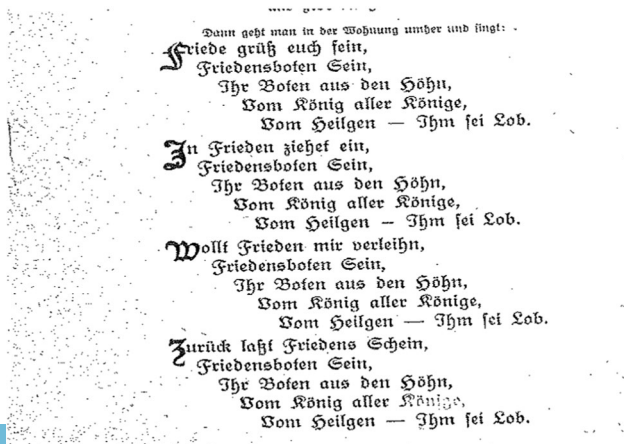 Dann geht man in der Wohnung umher und singt:
Friede grüß euch fein,
Friedensboten Sein,
Ihr Boten aus den Höhn,
Vom König aller Könige,
Vom Heilgen — Ihm sei Lob.
In Frieden ziehet ein,
Friedensboten Sein,
Ihr Boten aus den Höhn,
Vom König aller Könige,
Vom Heilgen — Ihm sei Lob.
Wollt Frieden mir verleihn,
Friedensboten Sein,
Ihr Boten aus den Höhn,
Vom König aller Könige,
Vom Heilgen — Ihm sei Lob.
Zurück laßt Friedens Schein,
Friedensboten Sein,
Ihr Boten aus den Höhn,
Vom König aller Könige,
Vom Heilgen — Ihm sei Lob.